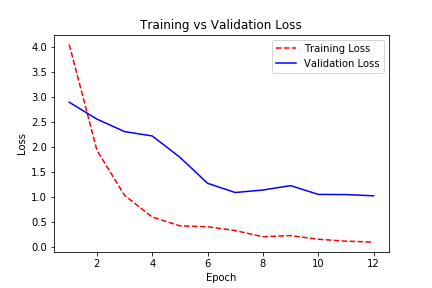 Training vs Validation Loss
Training Loss
Validation Loss
Loss
4.0
3.5
3.0
2.5
2.0
1.5
1.0
0.5
0.0
2 4 6 8 10 12
Epoch